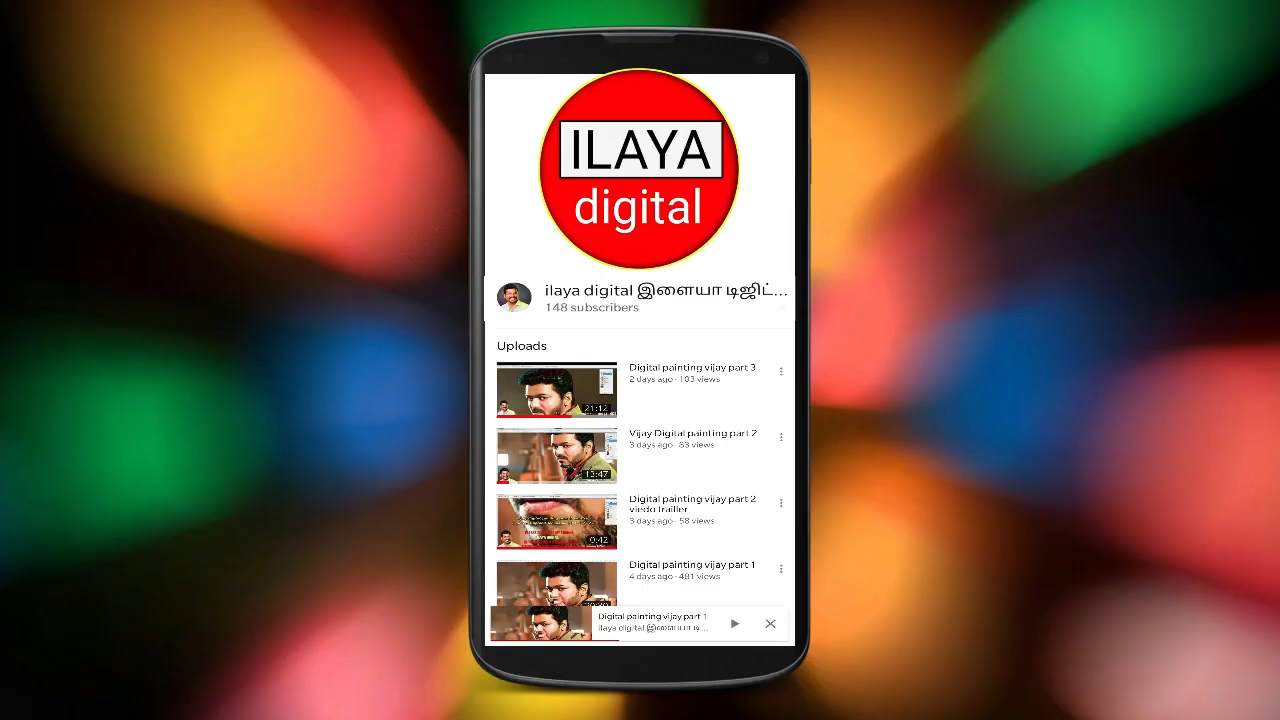 ILAYA
digital
ilaya digital இளையா டிஜிட்...
148 subscribers
Uploads
Digital painting vijay part 3
2 days ago · 103 views
21:12
Vijay Digital painting part 2
3 days ago · 83 views
13:47
Digital painting vijay part 2
viedo trailler
3 days ago · 58 views
0:42
Digital painting vijay part 1
4 days ago · 481 views
Digital painting vijay part 1
ilaya digital இளையா டி...